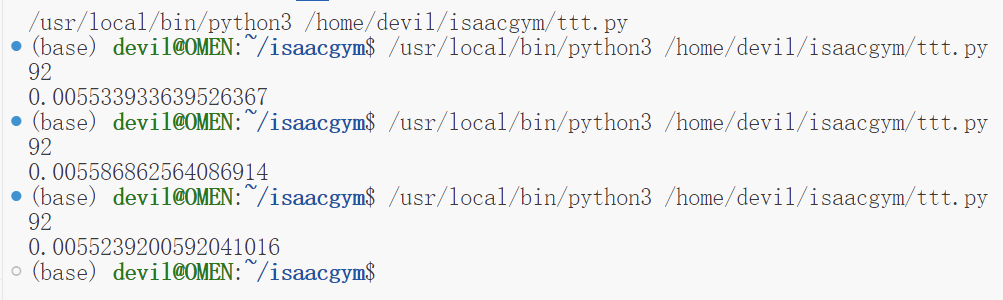 /usr/local/bin/python3 /home/devil/isaacgym/ttt.py
(base) devil@OMEN:~/isaacgym$ /usr/local/bin/python3 /home/devil/isaacgym/ttt.py
92
0.005533933639526367
(base) devil@OMEN:~/isaacgym$ /usr/local/bin/python3 /home/devil/isaacgym/ttt.py
92
0.005586862564086914
(base) devil@OMEN:~/isaacgym$ /usr/local/bin/python3 /home/devil/isaacgym/ttt.py
92
0.0055239200592041016
(base) devil@OMEN:~/isaacgym$